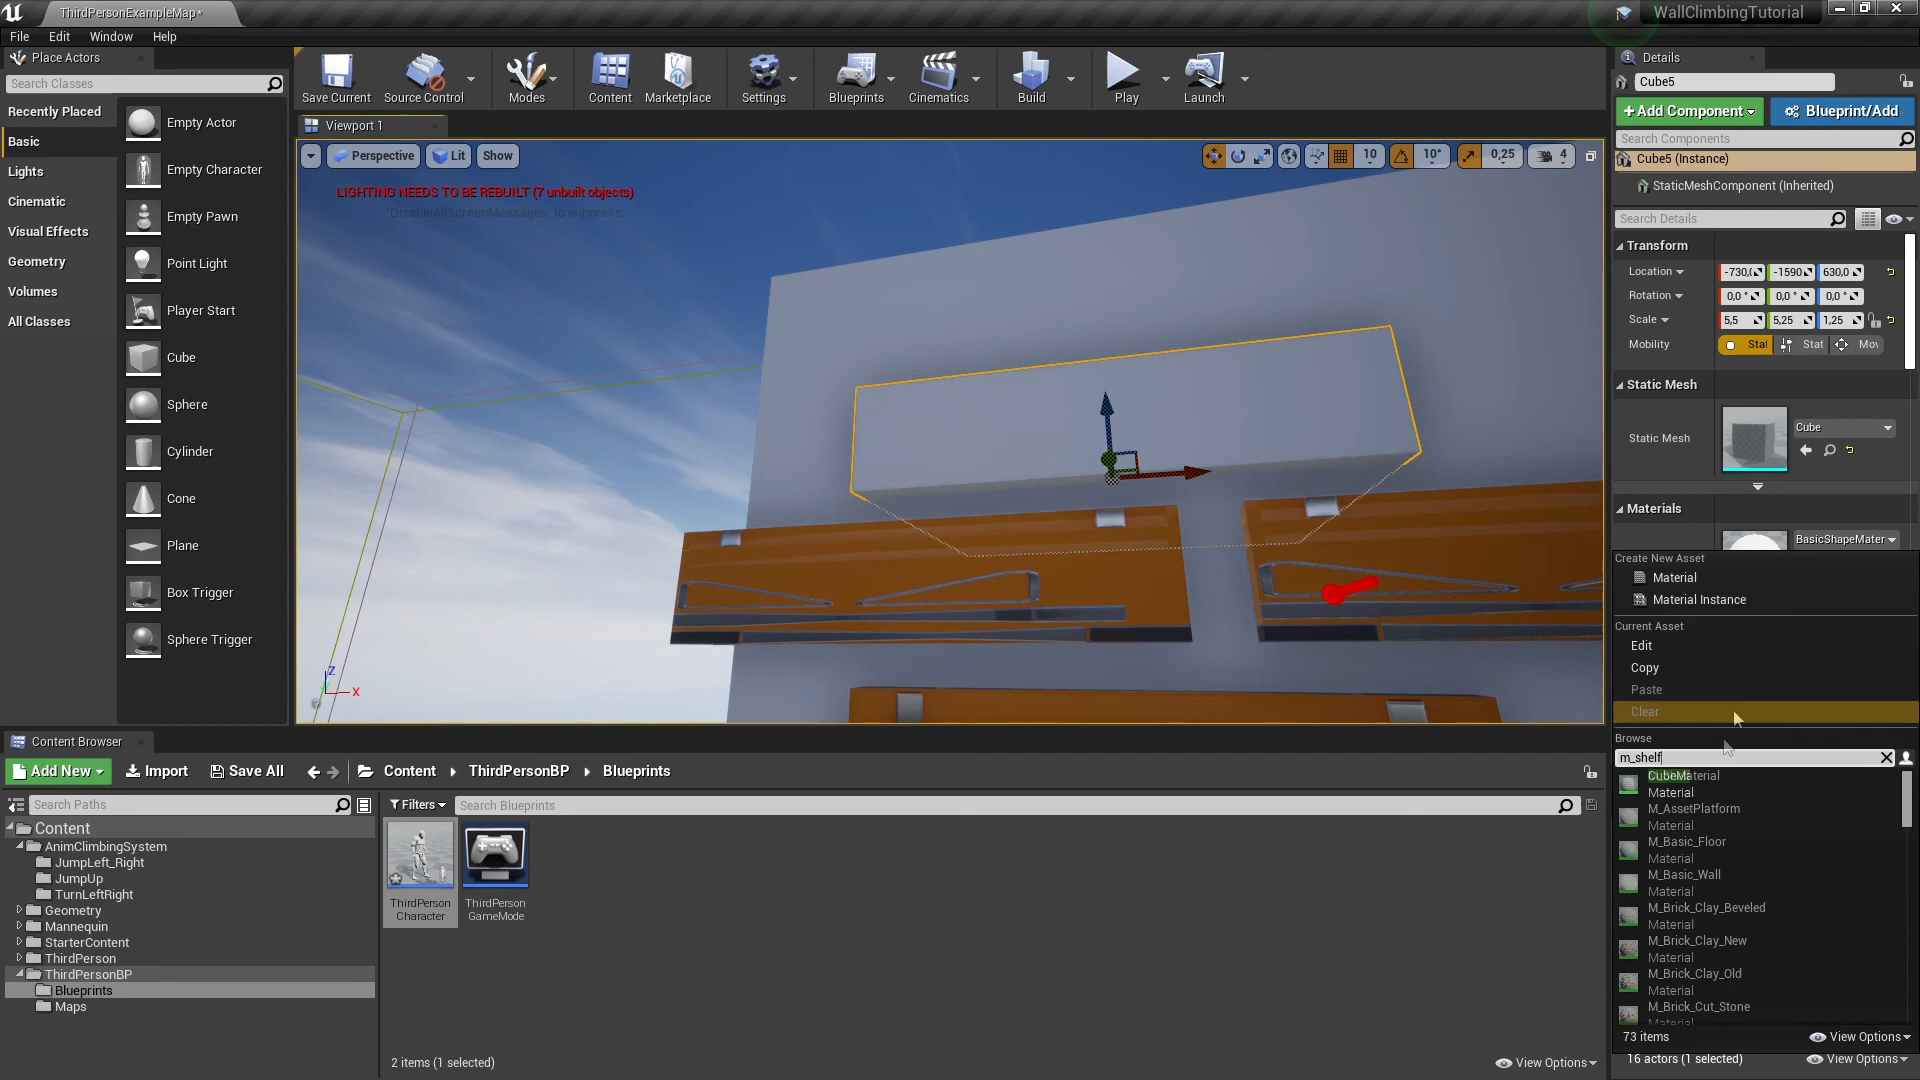 ThirdPersonExampleMap*
WallClimbingTutorial
File Edit Window Help
Place Actors
Search Classes
Recently Placed
Basic
Lights
Cinematic
Visual Effects
Geometry
Volumes
All Classes
Empty Actor
Empty Character
Empty Pawn
Point Light
Player Start
Cube
Sphere
Cylinder
Cone
Plane
Box Trigger
Sphere Trigger
Save Current Source Control Modes Content Marketplace Settings Blueprints Cinematics Build Play Launch
Viewport 1
Perspective Lit Show
10 10° 0,25 4
LIGHTING NEEDS TO BE REBUILT (7 unbuilt objects)
'DisableAllScreenMessages' to suppress
Z
X
Details
Cube5
+Add Component Blueprint/Add
Search Components
Cube5 (Instance)
StaticMeshComponent (Inherited)
Search Details
Transform
Location -730,( -1590 630,0
Rotation 0,0 ° 0,0 ° 0,0 °
Scale 5,5 5,25 1,25
Mobility Stat Stat Mov
Static Mesh
Static Mesh Cube
Materials
BasicShapeMater
Create New Asset
Material
Material Instance
Current Asset
Edit
Copy
Paste
Clear
Browse
m_shelf
CubeMaterial
Material
M_AssetPlatform
Material
M_Basic_Floor
Material
M_Basic_Wall
Material
M_Brick_Clay_Beveled
Material
M_Brick_Clay_New
Material
M_Brick_Clay_Old
Material
M_Brick_Cut_Stone
Material
73 items View Options
16 actors (1 selected) View Options
Content Browser
Add New Import Save All Content ThirdPersonBP Blueprints
Search Paths
Filters Search Blueprints
Content
AnimClimbingSystem
JumpLeft_Right
JumpUp
TurnLeftRight
Geometry
Mannequin
StarterContent
ThirdPerson
ThirdPersonBP
Blueprints
Maps
ThirdPerson
Character
ThirdPerson
GameMode
2 items (1 selected) View Options